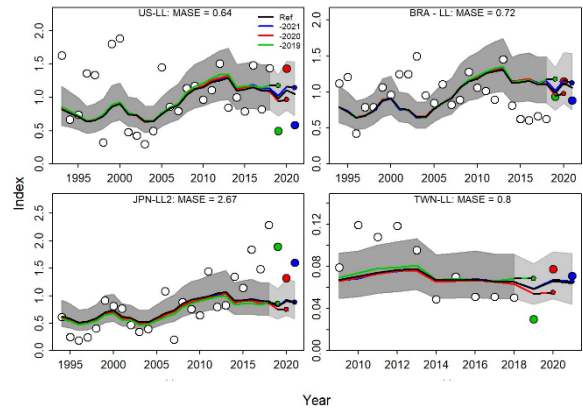 US-LL: MASE = 0.64
Ref
-2021
-2020
-2019
0.0 0.5 1.0 1.5 2.0
1995 2000 2005 2010 2015 2020
BRA - LL: MASE = 0.72
0.0 0.5 1.0 1.5 2.0
1995 2000 2005 2010 2015 2020
JPN-LL2: MASE = 2.67
0.0 0.5 1.0 1.5 2.0 2.5
1995 2000 2005 2010 2015 2020
TWN-LL: MASE = 0.8
0.00 0.04 0.08 0.12
2010 2012 2014 2016 2018 2020
Index
Year